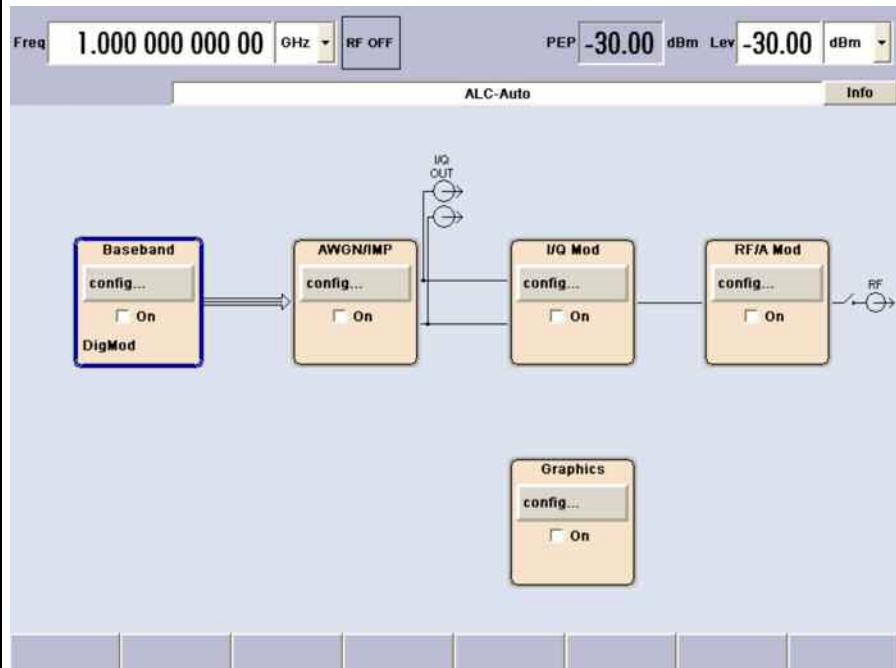 Freq 1.000 000 000 00 GHz RF OFF PEP -30.00 dBm Lev -30.00 dBm
ALC-Auto Info
I/Q
OUT
Baseband AWGN/IMP I/Q Mod RF/A Mod
config... config... config... config...
RF
On On On On
DigMod
Graphics
config...
On